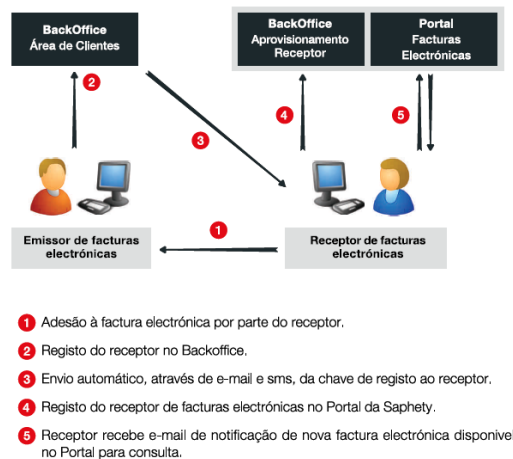 BackOffice
Área de Clientes
BackOffice
Aprovisionamento
Receptor
Portal
Facturas
Electrónicas
2
3
4
5
Emissor de facturas
electrónicas
1
Receptor de facturas
electrónicas
1 Adesão à factura electrónica por parte do receptor.
2 Registo do receptor no Backoffice.
3 Envio automático, através de e-mail e sms, da chave de registo ao receptor.
4 Registo do receptor de facturas electrónicas no Portal da Saphety.
5 Receptor recebe e-mail de notificação de nova factura electrónica disponivel
no Portal para consulta.